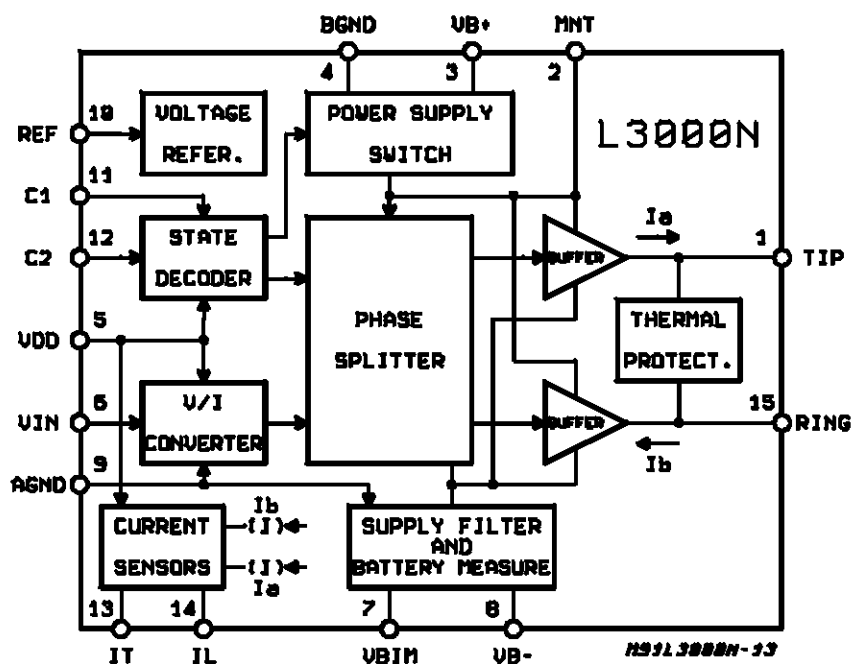 BGND VB+ MNT
4 3 2
10 VOLTAGE POWER SUPPLY L3000N
REF REFER. SWITCH
11
C1
12 STATE Ia 1
C2 DECODER BUFFER TIP
5 PHASE THERMAL
VDD SPLITTER PROTECT.
6 V/I 15
VIN CONVERTER BUFFER RING
9 Ib
AGND
CURRENT Ib SUPPLY FILTER
AND
SENSORS Ia BATTERY MEASURE
13 14 7 8
IT IL VBIM VB-
M91L3000N-13